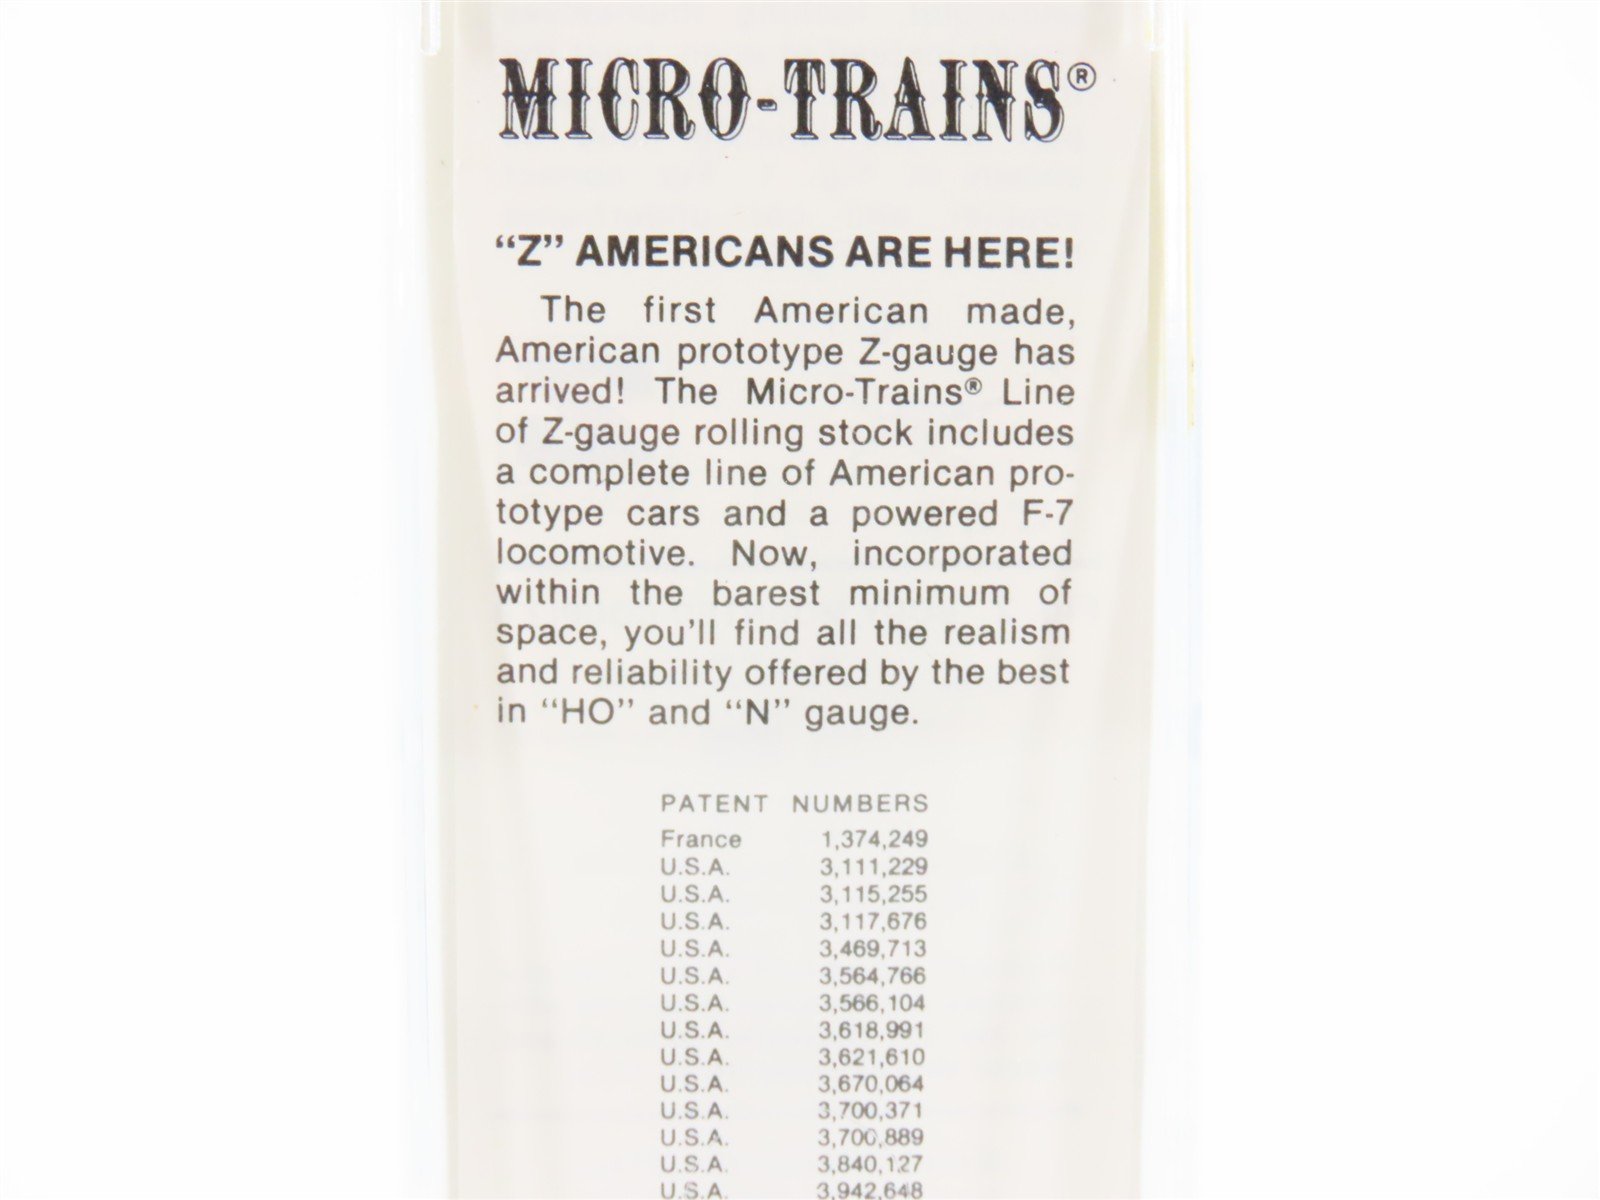 MICRO-TRAINS®
“Z” AMERICANS ARE HERE!
The first American made,
American prototype Z-gauge has
arrived! The Micro-Trains® Line
of Z-gauge rolling stock includes
a complete line of American pro-
totype cars and a powered F-7
locomotive. Now, incorporated
within the barest minimum of
space, you'll find all the realism
and reliability offered by the best
in “HO” and “N” gauge.
PATENT NUMBERS
France 1,374,249
U.S.A. 3,111,229
U.S.A. 3,115,255
U.S.A. 3,117,676
U.S.A. 3,469,713
U.S.A. 3,564,766
U.S.A. 3,566,104
U.S.A. 3,618,991
U.S.A. 3,621,610
U.S.A. 3,670,064
U.S.A. 3,700,371
U.S.A. 3,700,889
U.S.A. 3,840,127
U.S.A. 3,942,648